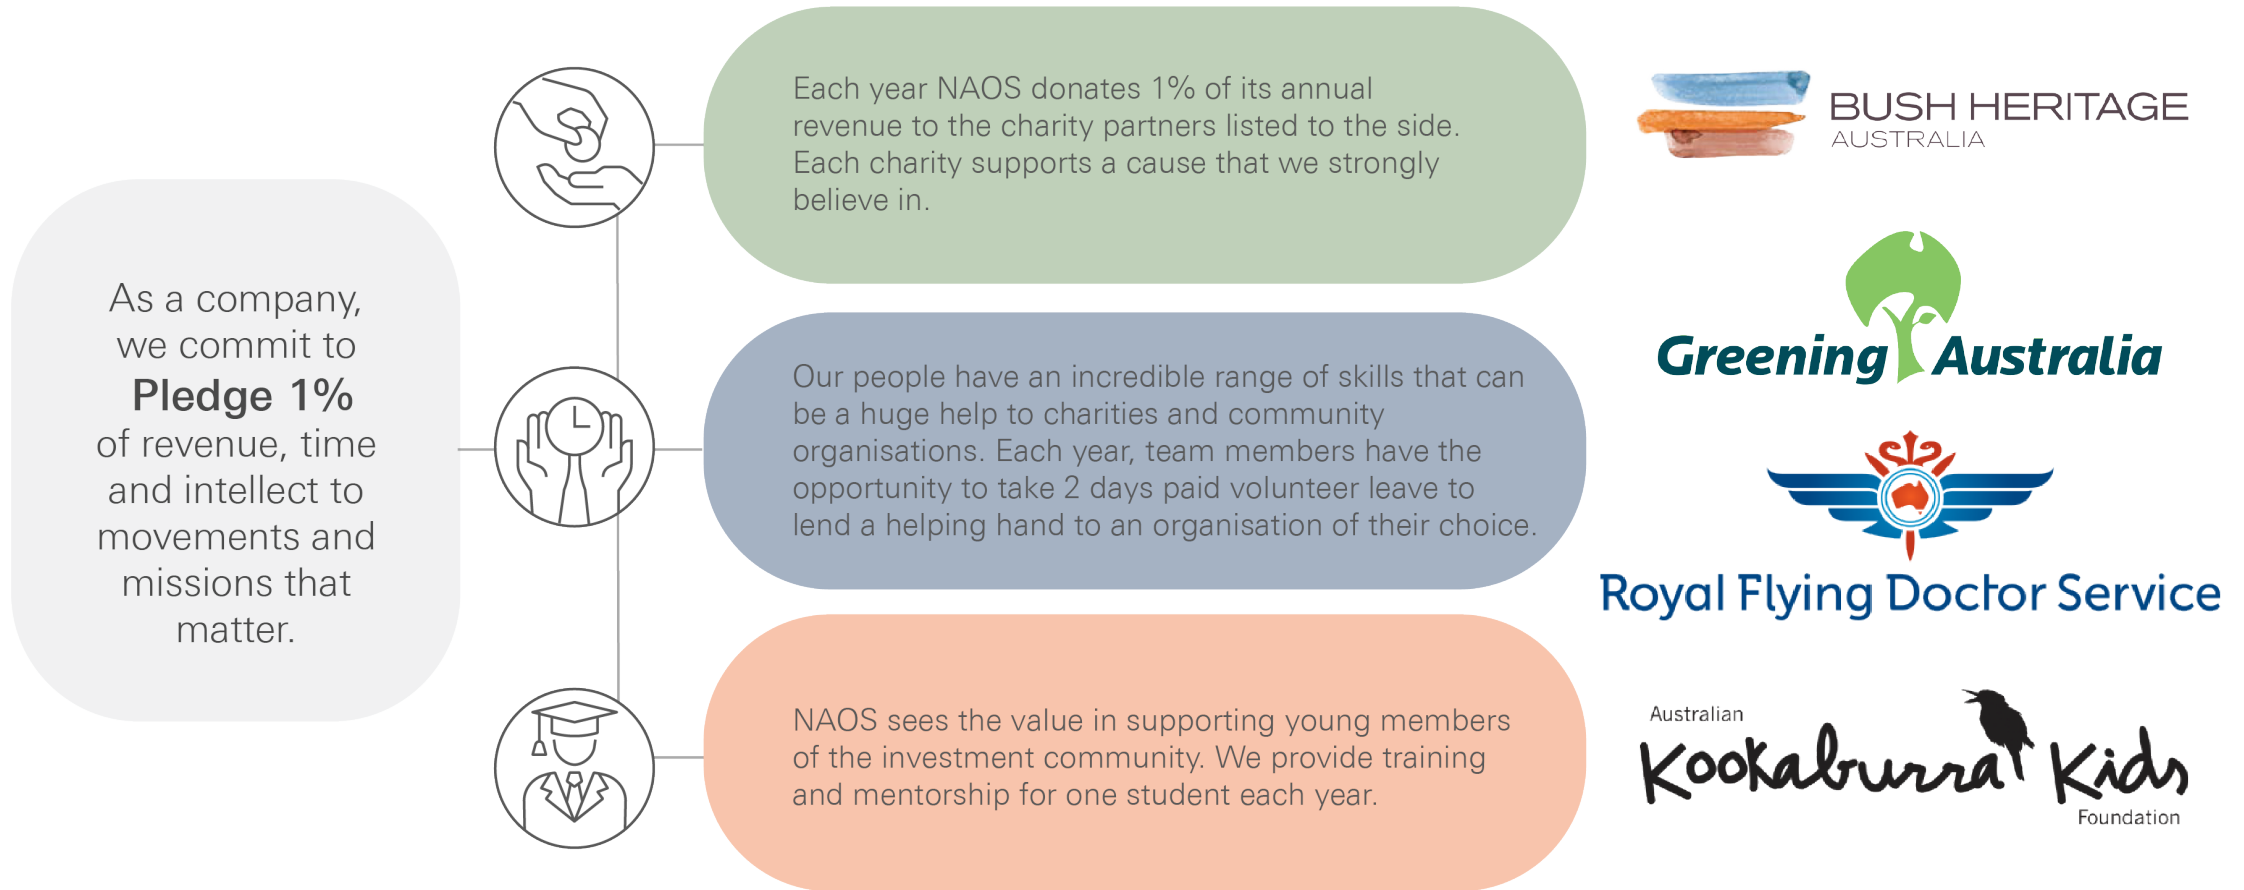 As a company,
we commit to
Pledge 1%
of revenue, time
and intellect to
movements and
missions that
matter.
Each year NAOS donates 1% of its annual
revenue to the charity partners listed to the side.
Each charity supports a cause that we strongly
believe in.
Our people have an incredible range of skills that can
be a huge help to charities and community
organisations. Each year, team members have the
opportunity to take 2 days paid volunteer leave to
lend a helping hand to an organisation of their choice.
NAOS sees the value in supporting young members
of the investment community. We provide training
and mentorship for one student each year.
BUSH HERITAGE
AUSTRALIA
Greening Australia
Royal Flying Doctor Service
Australian
Kookaburra Kids
Foundation